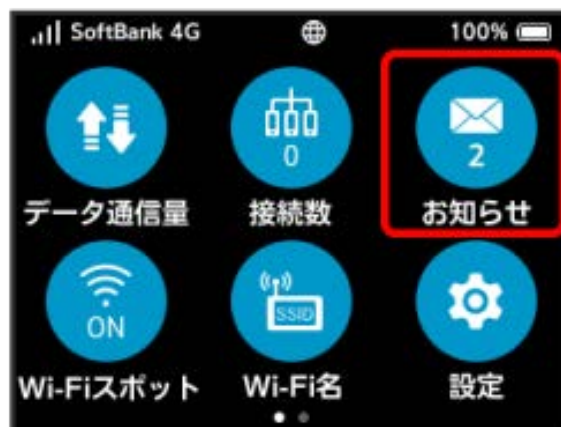 SoftBank 4G 100%
0 2
データ通信量 接続数 お知らせ
ON SSID
Wi-Fiスポット Wi-Fi名 設定